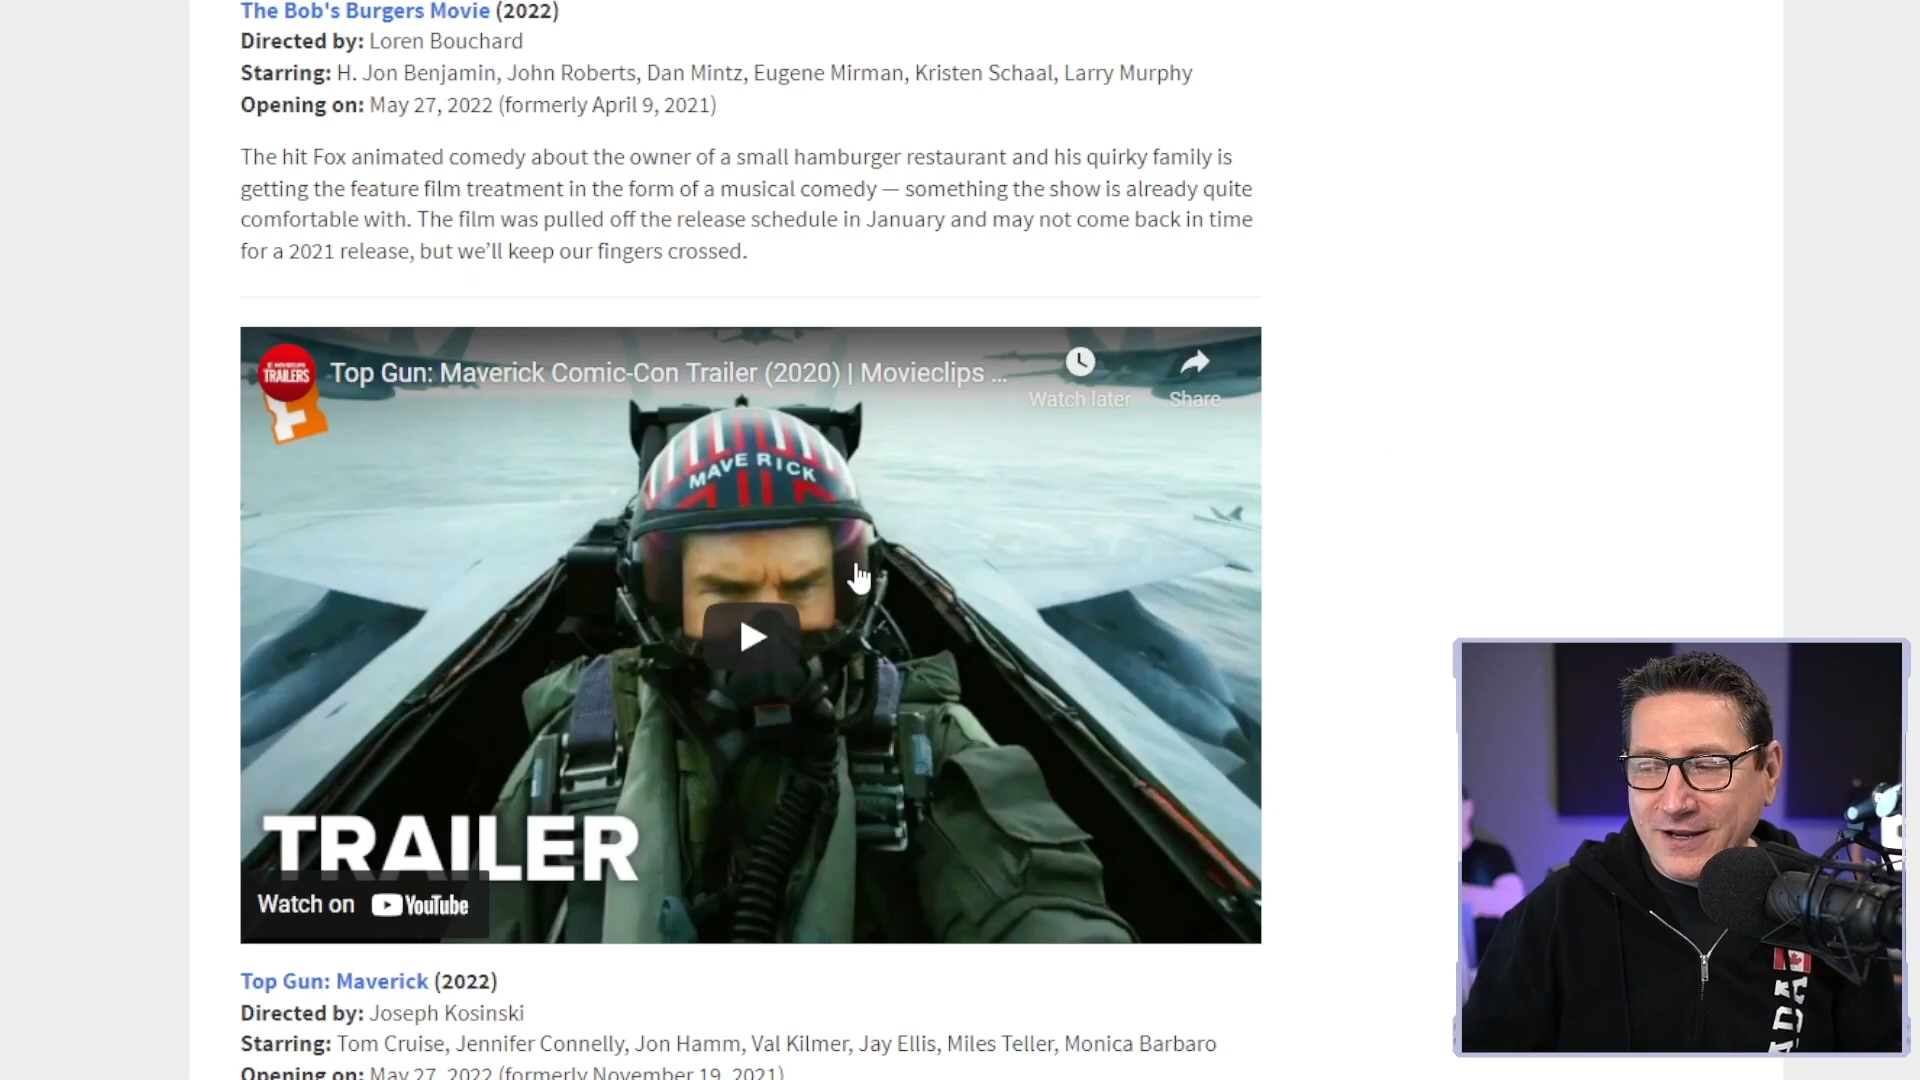 The Bob's Burgers Movie (2022)
Directed by: Loren Bouchard
Starring: H. Jon Benjamin, John Roberts, Dan Mintz, Eugene Mirman, Kristen Schaal, Larry Murphy
Opening on: May 27, 2022 (formerly April 9, 2021)
The hit Fox animated comedy about the owner of a small hamburger restaurant and his quirky family is
getting the feature film treatment in the form of a musical comedy — something the show is already quite
comfortable with. The film was pulled off the release schedule in January and may not come back in time
for a 2021 release, but we’ll keep our fingers crossed.
TRAILERS
Top Gun: Maverick Comic-Con Trailer (2020) | Movieclips ...
Watch later
Share
F
MAVERICK
TRAILER
Watch on YouTube
Top Gun: Maverick (2022)
Directed by: Joseph Kosinski
Starring: Tom Cruise, Jennifer Connelly, Jon Hamm, Val Kilmer, Jay Ellis, Miles Teller, Monica Barbaro
Opening on: May 27, 2022 (formerly November 19, 2021)
ADA